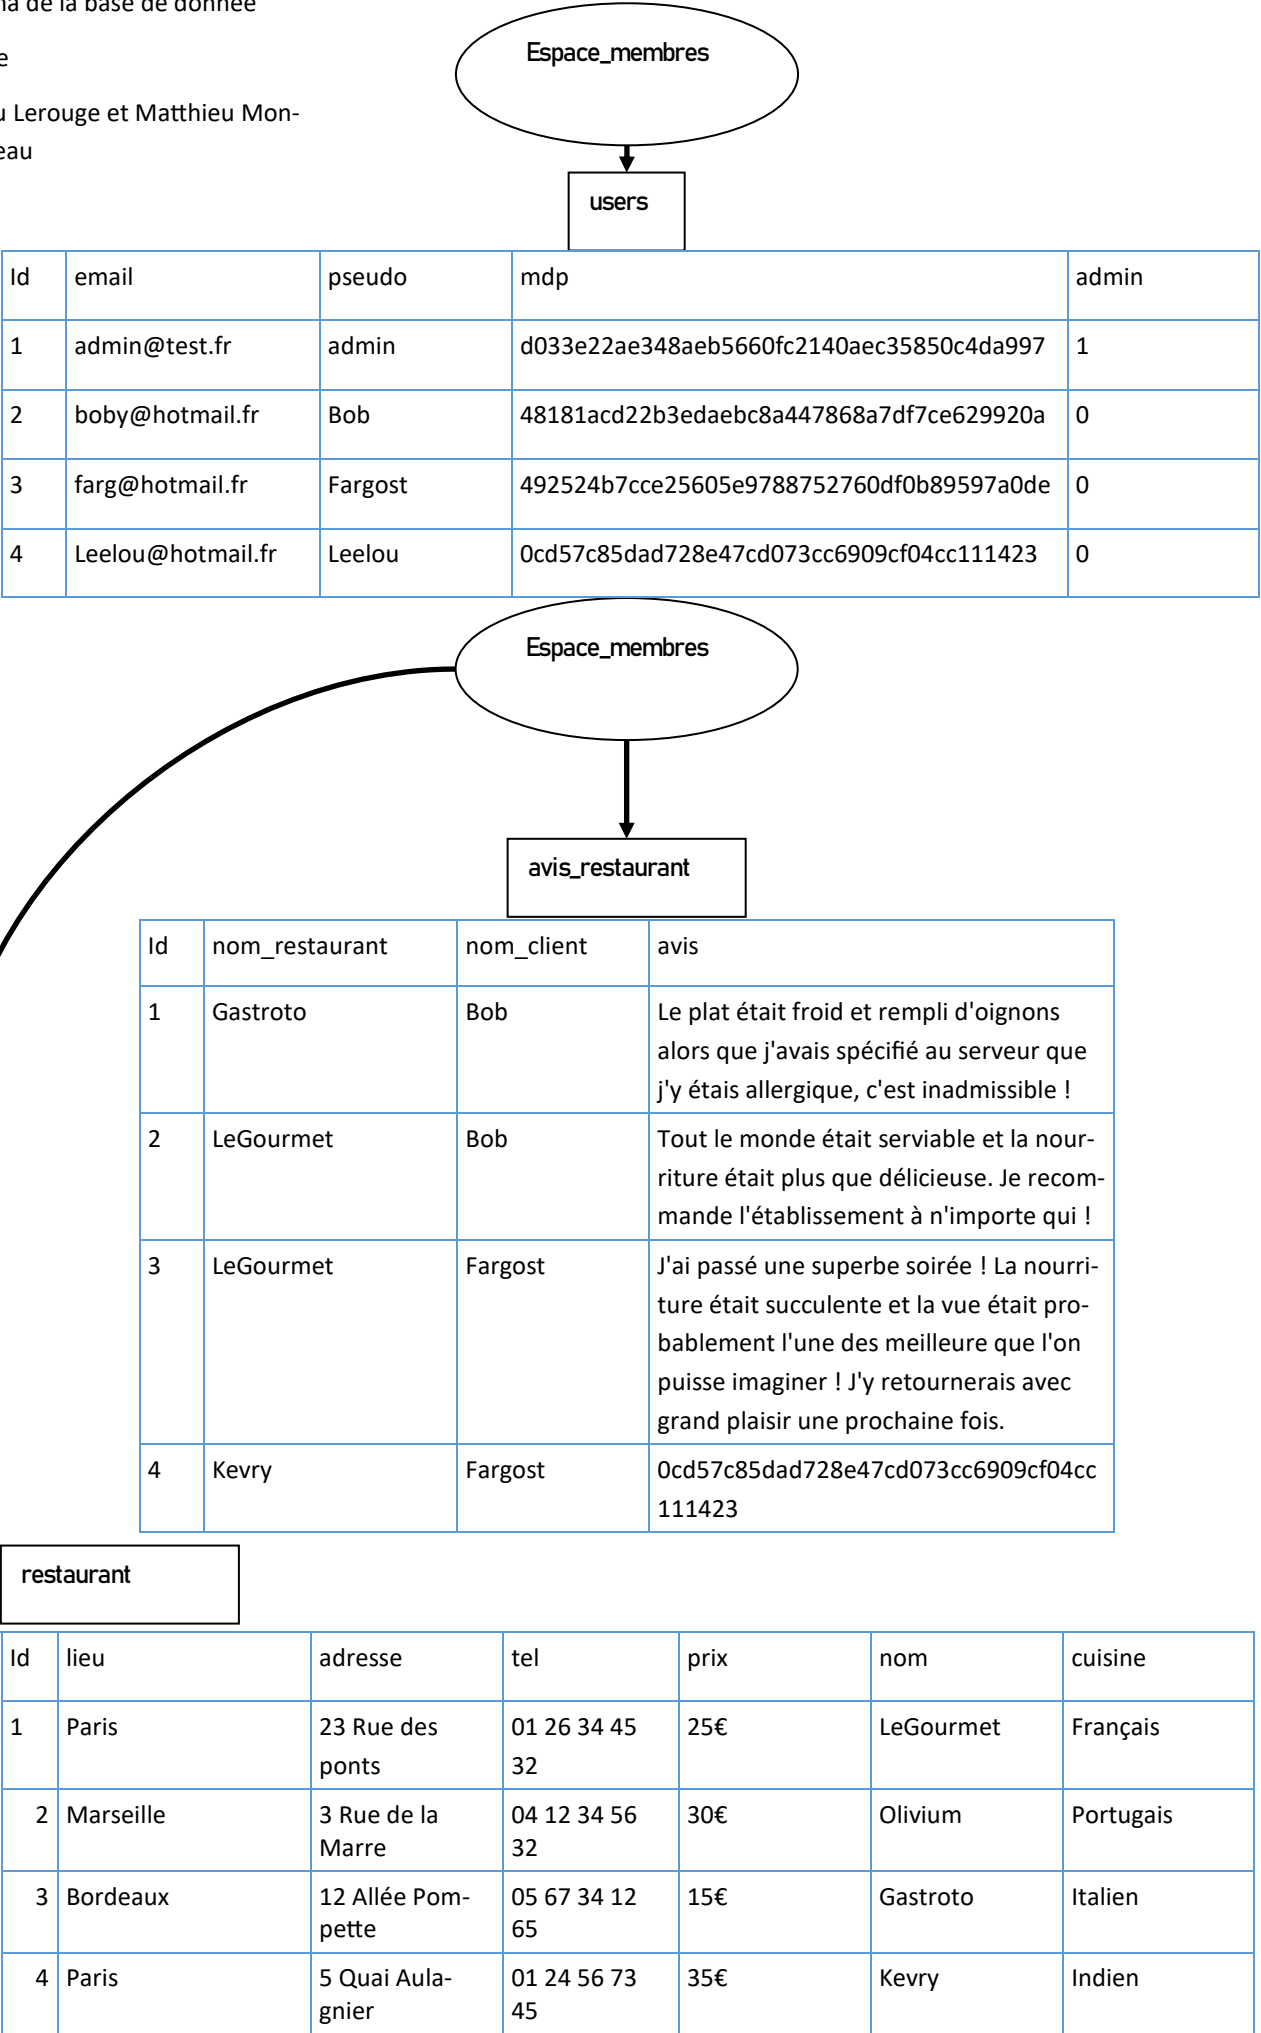 de la base de donnée
Lerouge et Matthieu Mon-
eau
Espace_membres
users
Id email pseudo mdp admin
1 admin@test.fr admin d033e22ae348aeb5660fc2140aec35850c4da997 1
2 boby@hotmail.fr Bob 48181acd22b3edaebc8a447868a7df7ce629920a 0
3 farg@hotmail.fr Fargost 492524b7cce25605e9788752760df0b89597a0de 0
4 Leelou@hotmail.fr Leelou 0cd57c85dad728e47cd073cc6909cf04cc111423 0
Espace_membres
avis_restaurant
Id nom_restaurant nom_client avis
1 Gastroto Bob Le plat était froid et rempli d'oignons
alors que j'avais spécifié au serveur que
j'y étais allergique, c'est inadmissible !
2 LeGourmet Bob Tout le monde était serviable et la nour-
riture était plus que délicieuse. Je recom-
mande l'établissement à n'importe qui !
3 LeGourmet Fargost J'ai passé une superbe soirée ! La nourri-
ture était succulente et la vue était pro-
bablement l'une des meilleure que l'on
puisse imaginer ! J'y retournerais avec
grand plaisir une prochaine fois.
4 Kevry Fargost 0cd57c85dad728e47cd073cc6909cf04cc
111423
restaurant
Id lieu adresse tel prix nom cuisine
1 Paris 23 Rue des 01 26 34 45 25€ LeGourmet Français
ponts 32
2 Marseille 3 Rue de la 04 12 34 56 30€ Olivium Portugais
Marre 32
3 Bordeaux 12 Allée Pom- 05 67 34 12 15€ Gastroto Italien
pette 65
4 Paris 5 Quai Aula- 01 24 56 73 35€ Kevry Indien
gnier 45